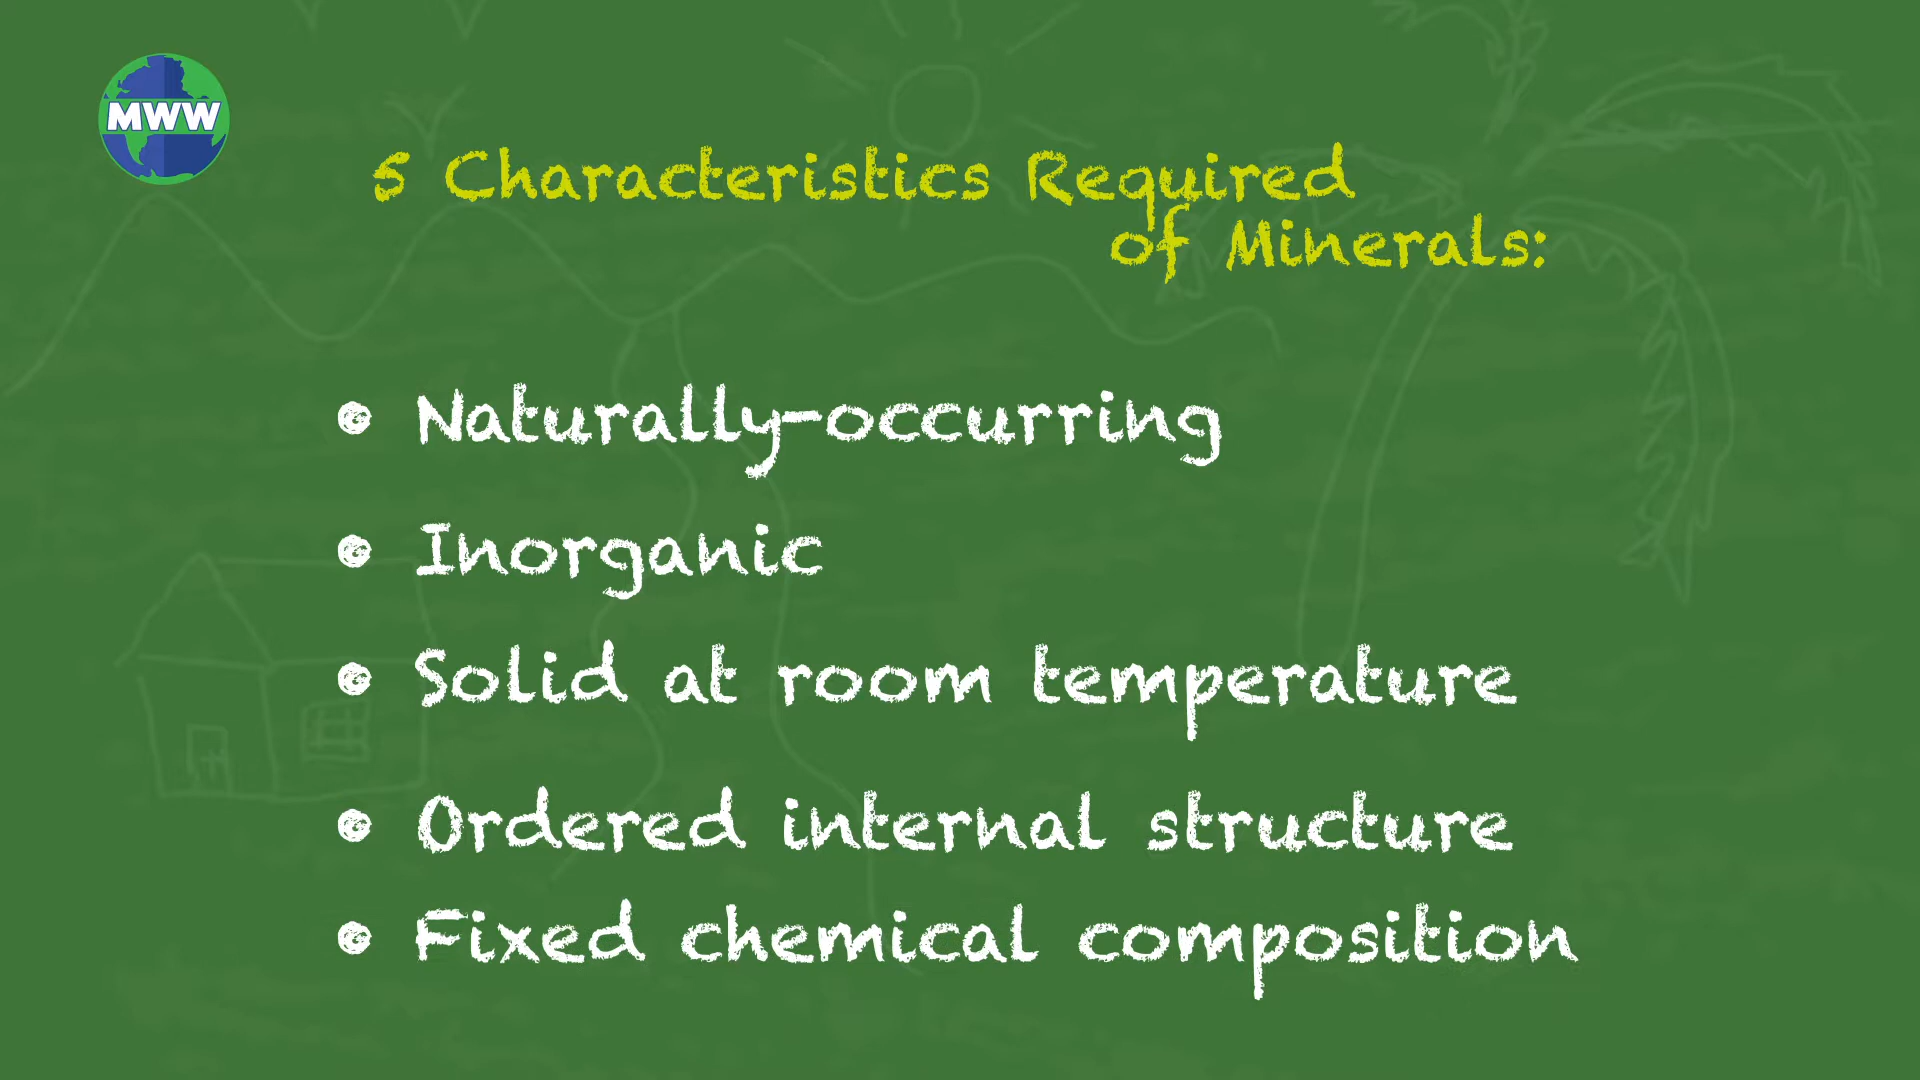 MWW
5 Characteristics Required
of Minerals:
• Naturally-occurring
• Inorganic
• Solid at room temperature
• Ordered internal structure
• Fixed chemical composition